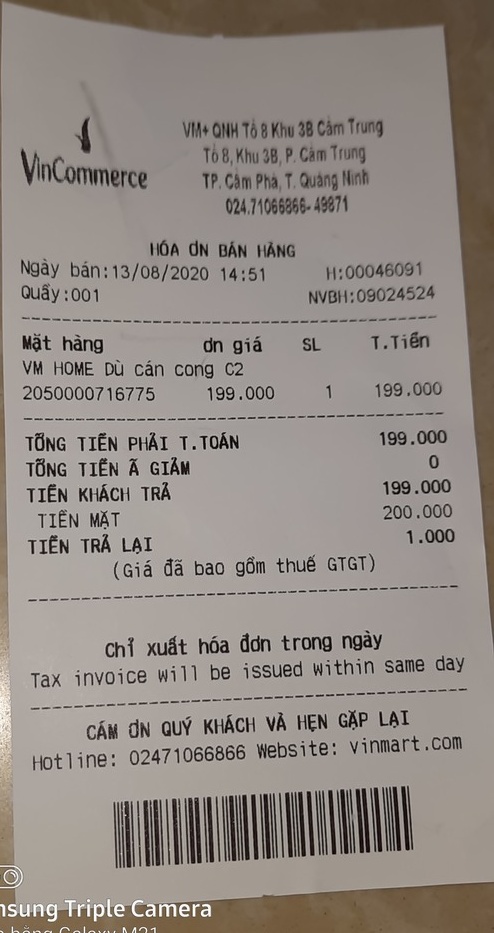 VinCommerce
VM+ QNH Tổ 8 Khu 3B Cẩm Trung
Tổ 8, Khu 3B, P. Cẩm Trung
TP. Cẩm Phả, T. Quảng Ninh
024.71066866-49871
HÓA ƠN BÁN HÀNG
Ngày bán:13/08/2020 14:51 H:00046091
Quầy:001 NVBH:09024524
Mặt hàng ơn giá SL T.Tiền
VM HOME Dù cán cong C2
2050000716775 199.000 1 199.000
TỔNG TIỀN PHẢI T.TOÁN 199.000
TỔNG TIỀN Ã GIẢM 0
TIỀN KHÁCH TRẢ 199.000
TIỀN MẶT 200.000
TIỀN TRẢ LẠI 1.000
(Giá đã bao gồm thuế GTGT)
Chỉ xuất hóa đơn trong ngày
Tax invoice will be issued within same day
CÁM ƠN QUÝ KHÁCH VÀ HẸN GẶP LẠI
Hotline: 02471066866 Website: vinmart.com
nsung Triple Camera
bằng Galaxy M21